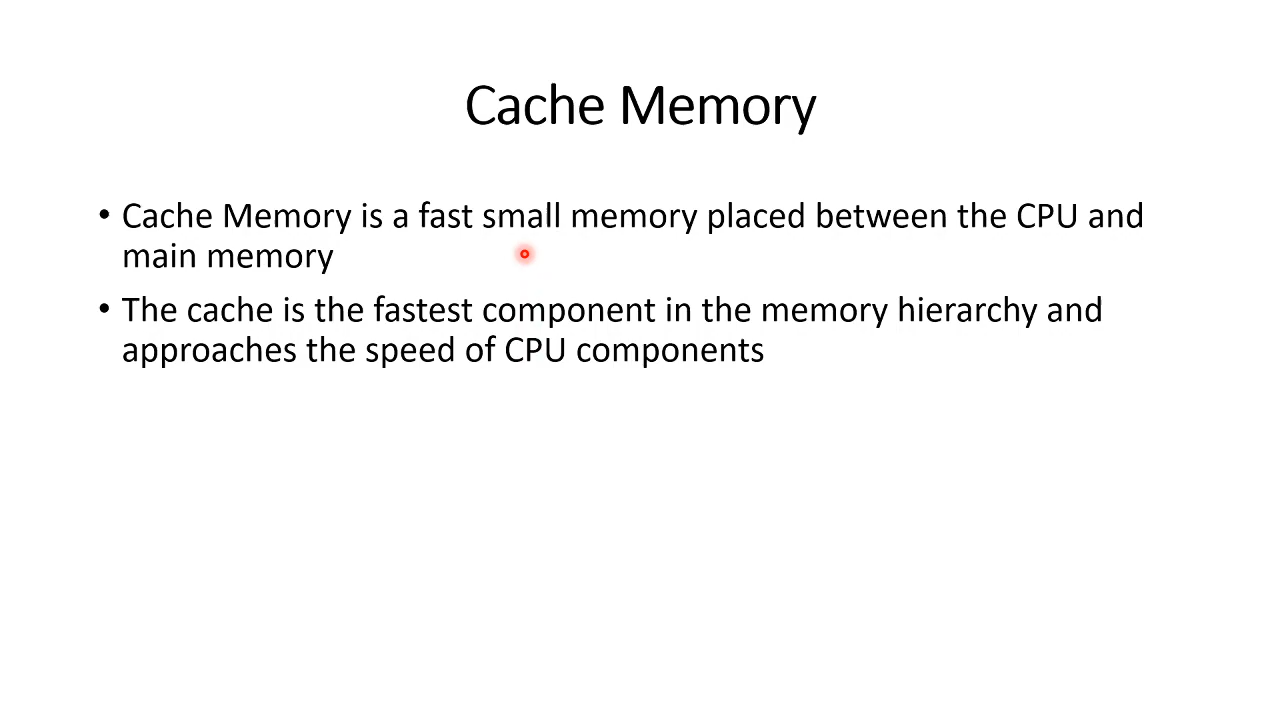 Cache Memory
• Cache Memory is a fast small memory placed between the CPU and
main memory
• The cache is the fastest component in the memory hierarchy and
approaches the speed of CPU components